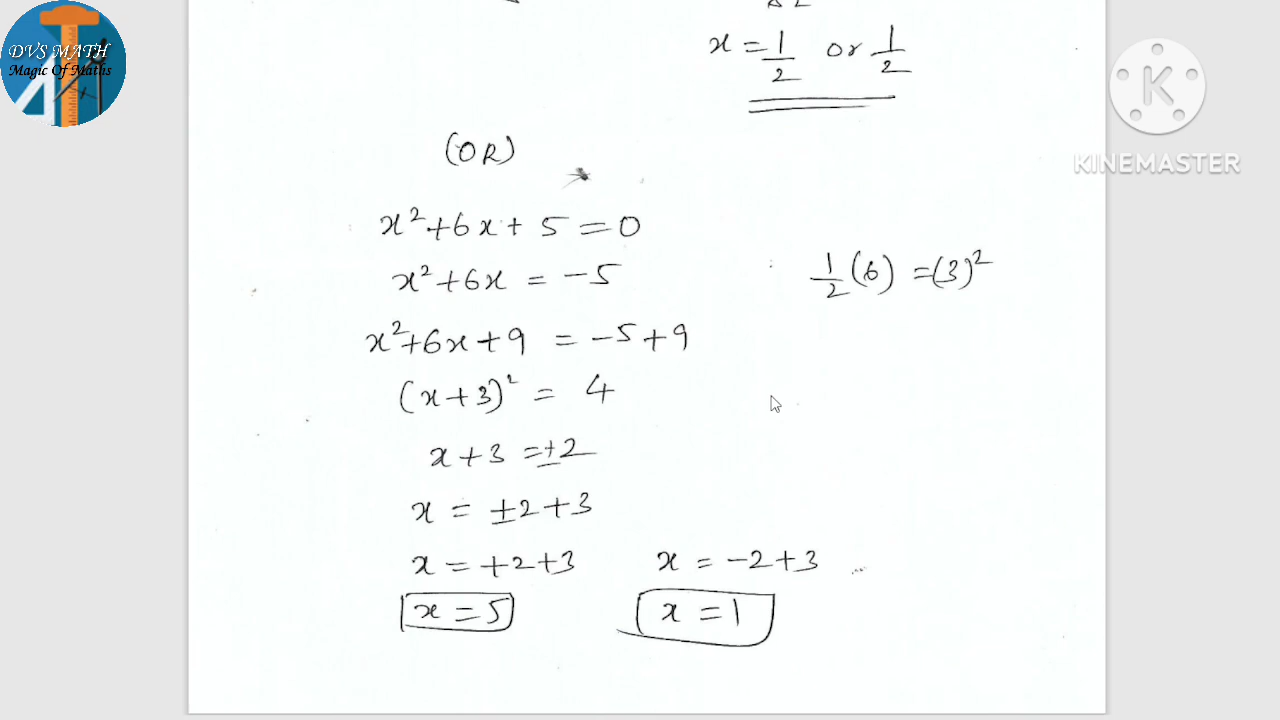 DVS MATH
Magic Of Maths
KINEMASTER
x = 1/2 or 1/2
(OR)
x² + 6x + 5 = 0
x² + 6x = -5
1/2 (6) = (3)²
x² + 6x + 9 = -5 + 9
(x + 3)² = 4
x + 3 = ±2
x = ±2 + 3
x = +2 + 3
x = -2 + 3
x = 5
x = 1